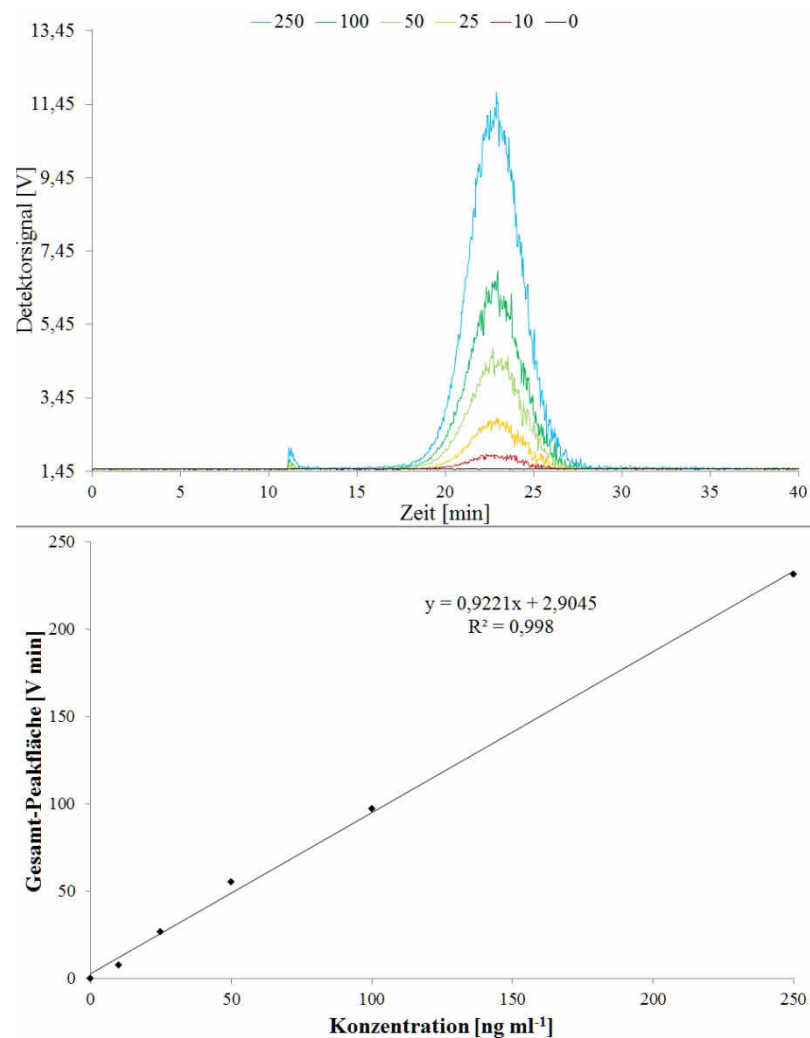 250 100 50 25 10 0
13,45
11,45
9,45
7,45
5,45
3,45
1,45
Detektorsignal [V]
0 5 10 15 20 25 30 35 40
Zeit [min]
250
200
150
100
50
0
Gesamt-Peakfläche [V min]
y = 0,9221x + 2,9045
R² = 0,998
0 50 100 150 200 250
Konzentration [ng ml⁻¹]